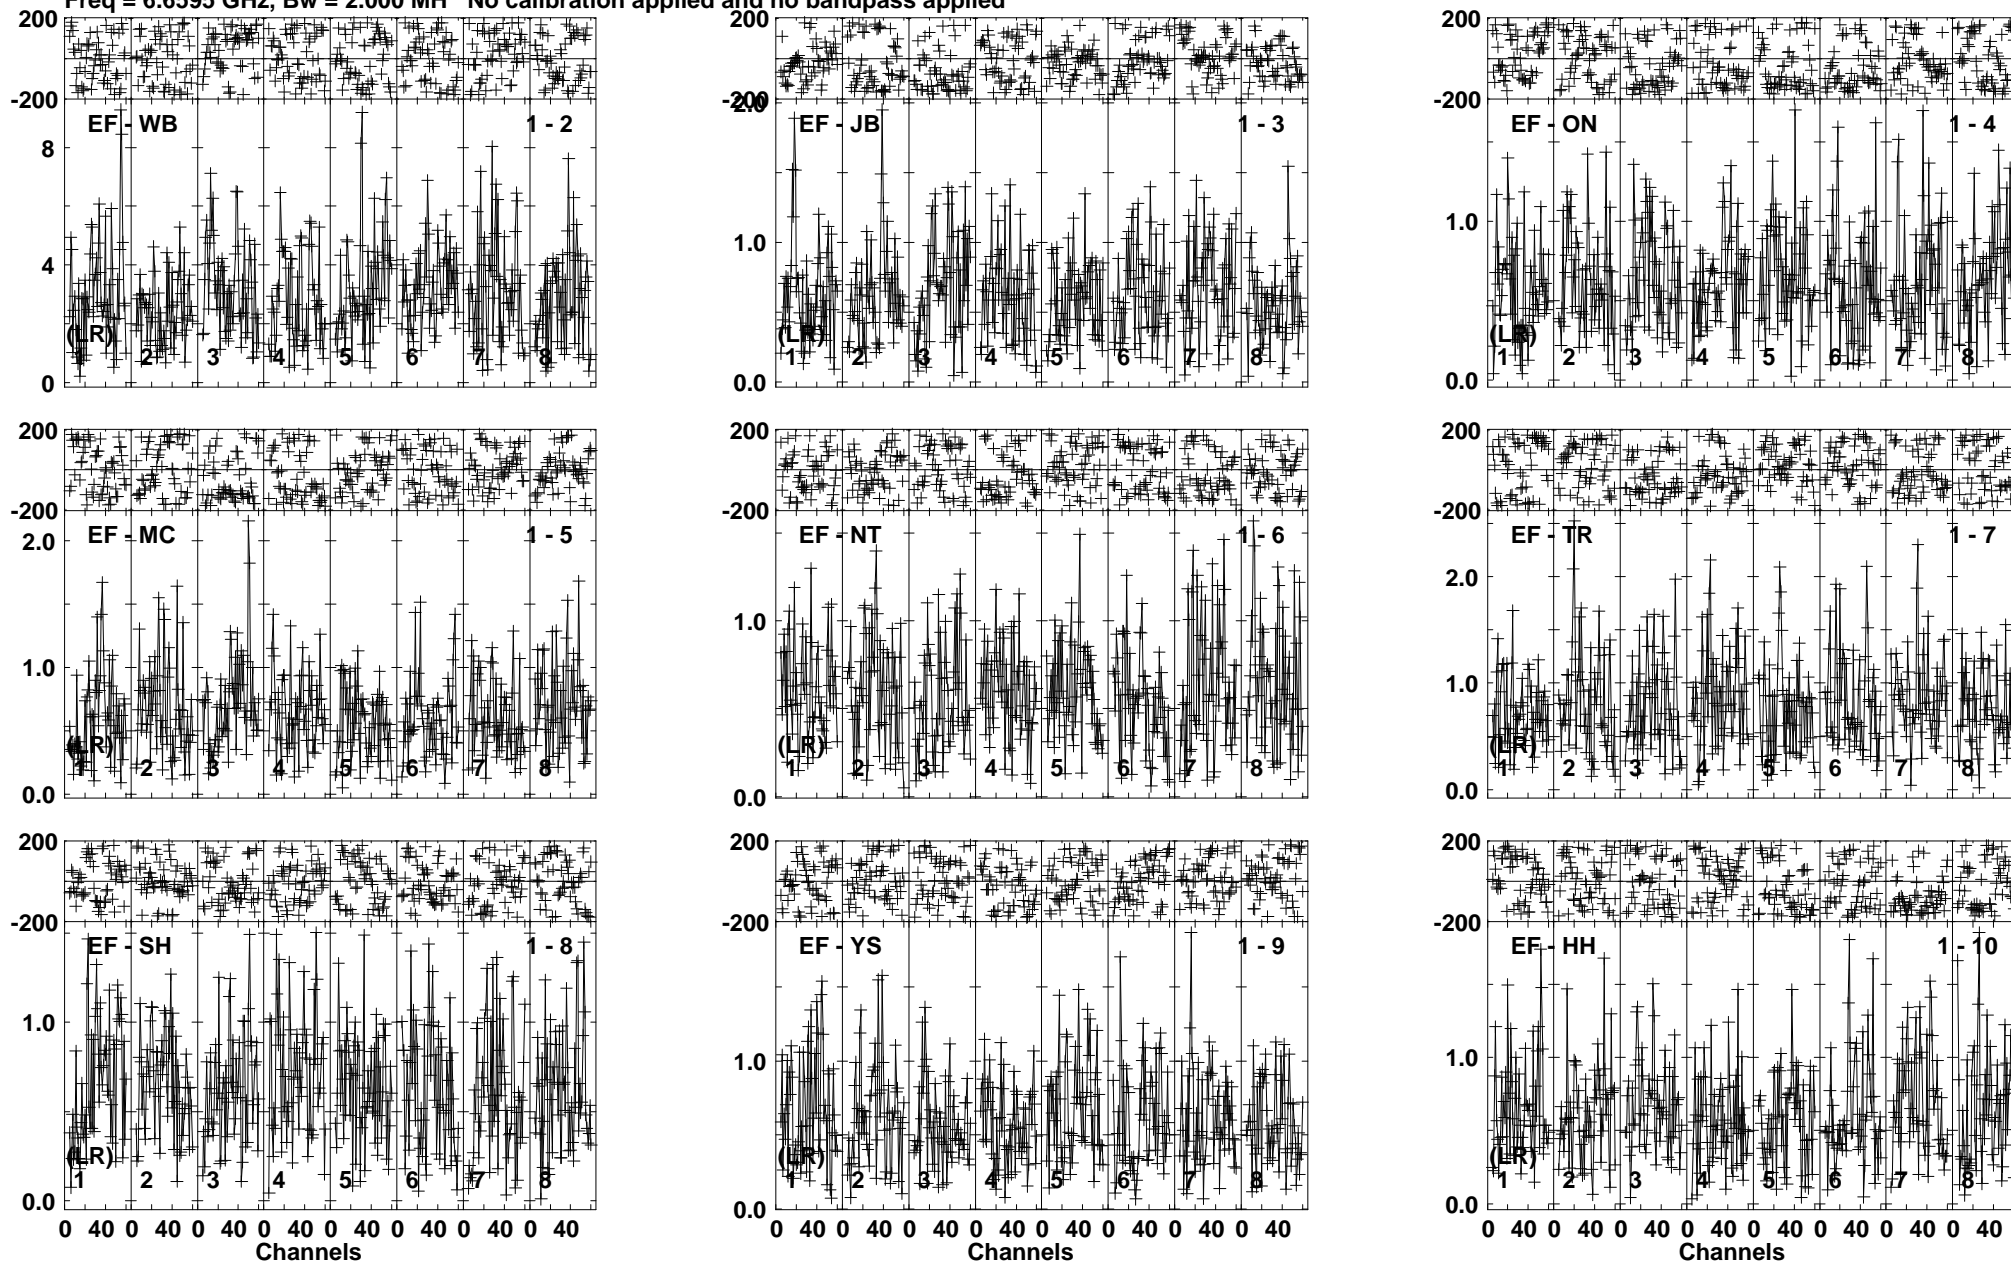 Freq = 6.6595 GHz, Bw = 2.000 MH No calibration applied and no bandpass applied
200
-200
EF - WB 1 - 2
8
4
0
(LR)
1 2 3 4 5 6 7 8
200
-200
2.0
EF - JB 1 - 3
1.0
0.0
(LR)
1 2 3 4 5 6 7 8
200
-200
EF - ON 1 - 4
1.0
0.0
(LR)
1 2 3 4 5 6 7 8
200
-200
EF - MC 1 - 5
2.0
1.0
0.0
(LR)
1 2 3 4 5 6 7 8
200
-200
EF - NT 1 - 6
1.0
0.0
(LR)
1 2 3 4 5 6 7 8
200
-200
EF - TR 1 - 7
2.0
1.0
0.0
(LR)
1 2 3 4 5 6 7 8
200
-200
EF - SH 1 - 8
1.0
0.0
(LR)
1 2 3 4 5 6 7 8
0 40 0 40 0 40 0 40 0 40 0 40 0 40 0 40
Channels
200
-200
EF - YS 1 - 9
1.0
0.0
(LR)
1 2 3 4 5 6 7 8
0 40 0 40 0 40 0 40 0 40 0 40 0 40 0 40
Channels
200
-200
EF - HH 1 - 10
1.0
0.0
(LR)
1 2 3 4 5 6 7 8
0 40 0 40 0 40 0 40 0 40 0 40 0 40 0 40
Channels